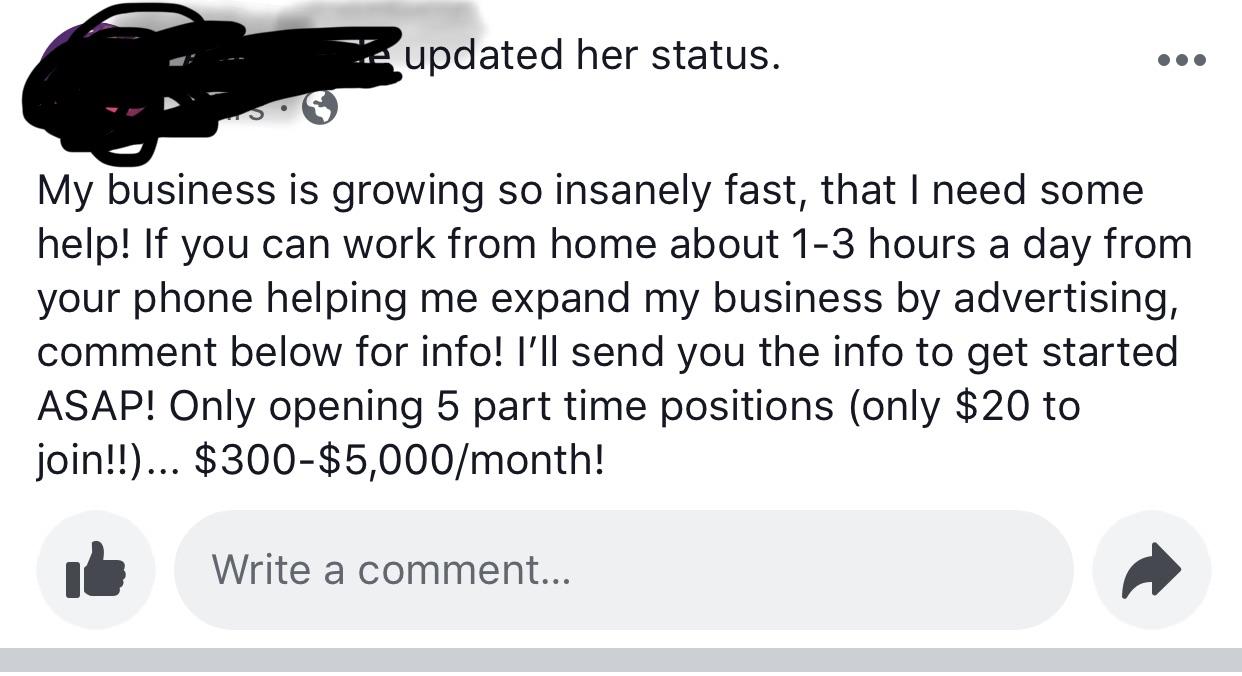 updated her status.
My business is growing so insanely fast, that I need some
help! If you can work from home about 1-3 hours a day from
your phone helping me expand my business by advertising,
comment below for info! I’ll send you the info to get started
ASAP! Only opening 5 part time positions (only $20 to
join!!)... $300-$5,000/month!
Write a comment...